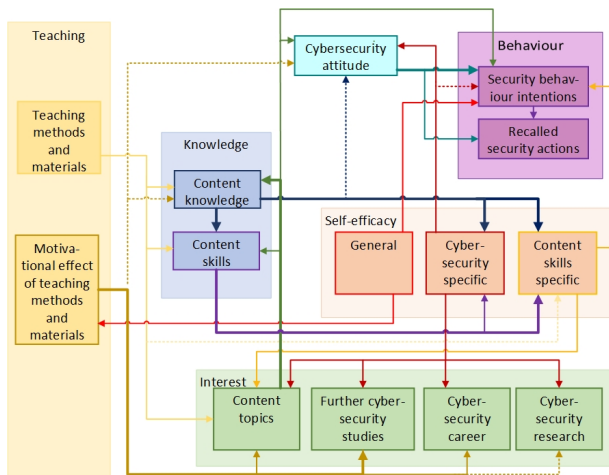 Teaching
Teaching
methods
and
materials
Motiva-
tional effect
of teaching
methods
and
materials
Knowledge
Content
knowledge
Content
skills
Cybersecurity
attitude
Behaviour
Security behav-
iour intentions
Recalled
security actions
Self-efficacy
General
Cyber-
security
specific
Content
skills
specific
Interest
Content
topics
Further cyber-
security
studies
Cyber-
security
career
Cyber-
security
research